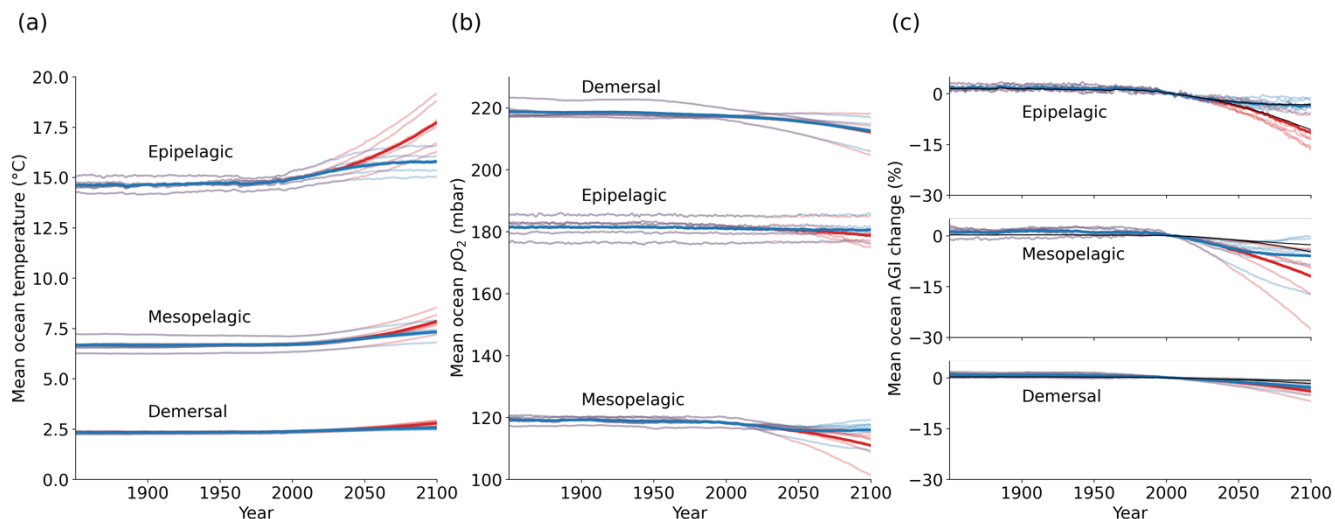 (a)
Mean ocean temperature (°C)
20.0
17.5
15.0
12.5
10.0
7.5
5.0
2.5
0.0
Epipelagic
Mesopelagic
Demersal
1900
1950
2000
2050
2100
Year
(b)
Mean ocean pO₂ (mbar)
220
200
180
160
140
120
100
Demersal
Epipelagic
Mesopelagic
1900
1950
2000
2050
2100
Year
(c)
Mean ocean AGI change (%)
0
−15
−30
Epipelagic
0
−15
−30
Mesopelagic
0
−15
−30
Demersal
1900
1950
2000
2050
2100
Year